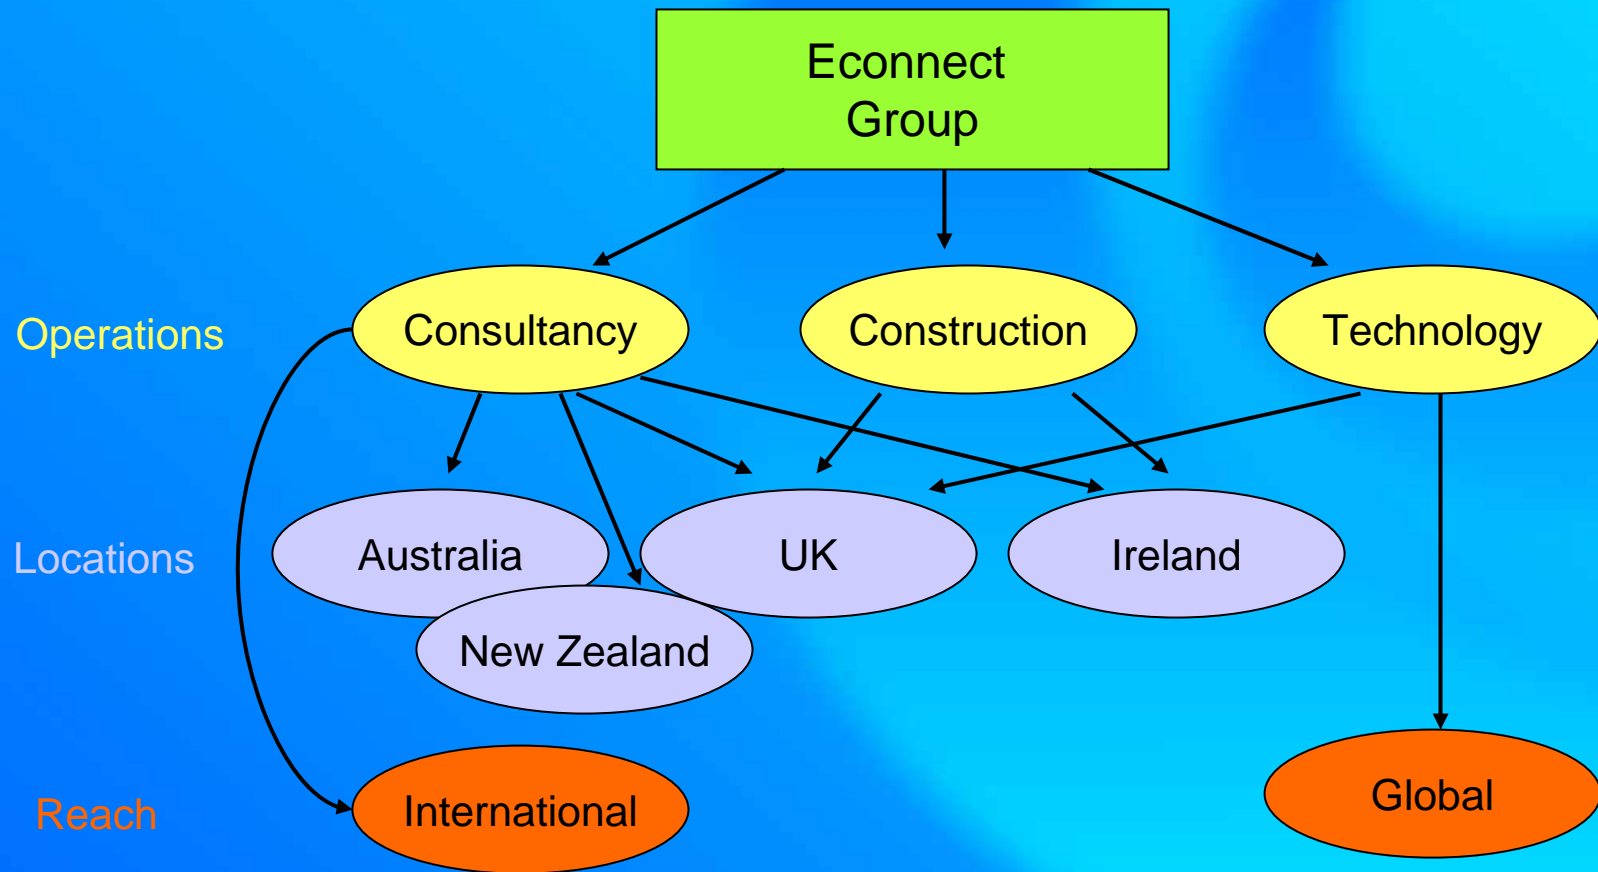 Econnect
Group
Operations
Consultancy
Construction
Technology
Locations
Australia
UK
Ireland
New Zealand
Reach
International
Global